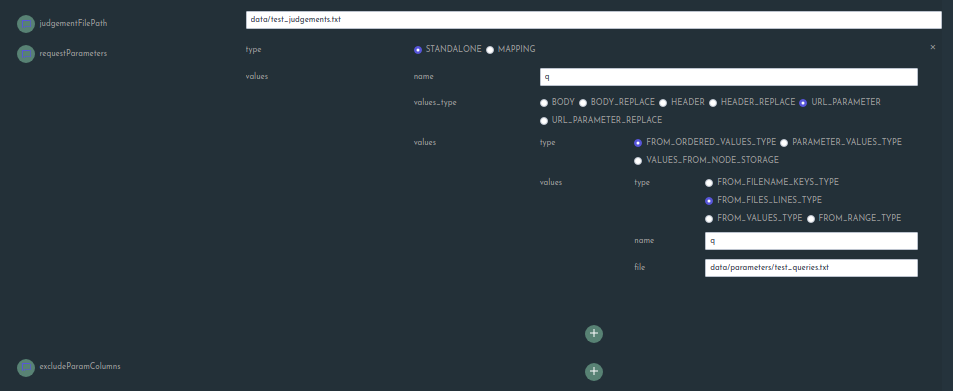 judgementFilePath
data/test_judgements.txt
requestParameters
type
STANDALONE MAPPING
×
values
name
q
values_type
BODY BODY_REPLACE HEADER HEADER_REPLACE URL_PARAMETER
URL_PARAMETER_REPLACE
values
type
FROM_ORDERED_VALUES_TYPE PARAMETER_VALUES_TYPE
VALUES_FROM_NODE_STORAGE
values
type
FROM_FILENAME_KEYS_TYPE
FROM_FILES_LINES_TYPE
FROM_VALUES_TYPE FROM_RANGE_TYPE
name
q
file
data/parameters/test_queries.txt
+
excludeParamColumns
+